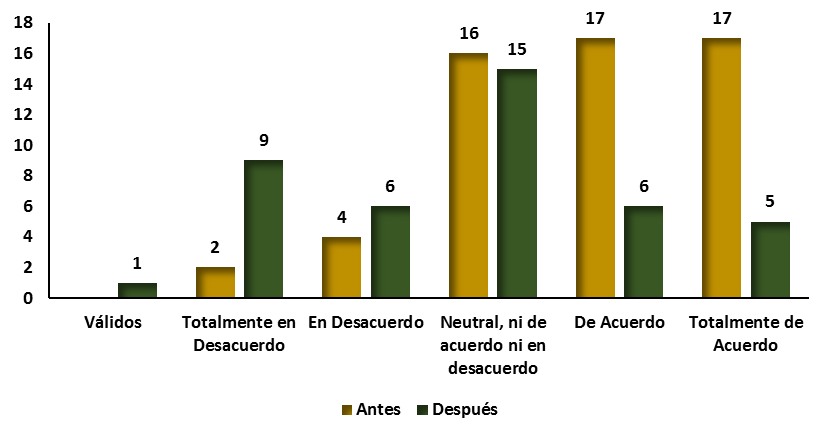 18
16
14
12
10
8
6
4
2
0
1
2
9
4
6
16
15
17
6
17
5
Válidos
Totalmente en
Desacuerdo
En Desacuerdo
Neutral, ni de
acuerdo ni en
desacuerdo
De Acuerdo
Totalmente de
Acuerdo
Antes
Después